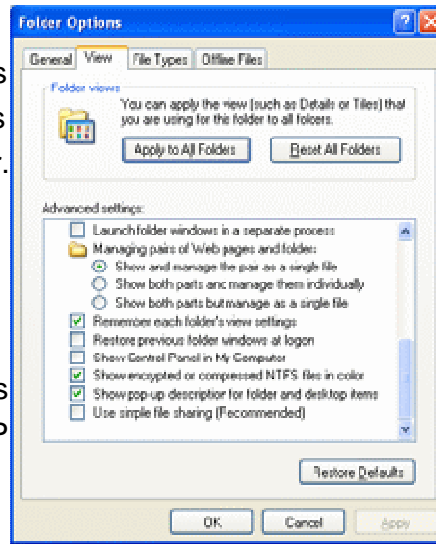 Folder Options
General View File Types Offline Files
Folder views
You can apply the view (such as Details or Tiles) that
you are using for this folder to all folders.
Apply to All Folders Reset All Folders
Advanced settings:
Launch folder windows in a separate process
Managing pairs of Web pages and folders
Show and manage the pair as a single file
Show both parts and manage them individually
Show both parts but manage as a single file
Remember each folder's view settings
Restore previous folder windows at logon
Show Control Panel in My Computer
Show encrypted or compressed NTFS files in color
Show pop-up description for folder and desktop items
Use simple file sharing (Recommended)
Restore Defaults
OK Cancel Apply